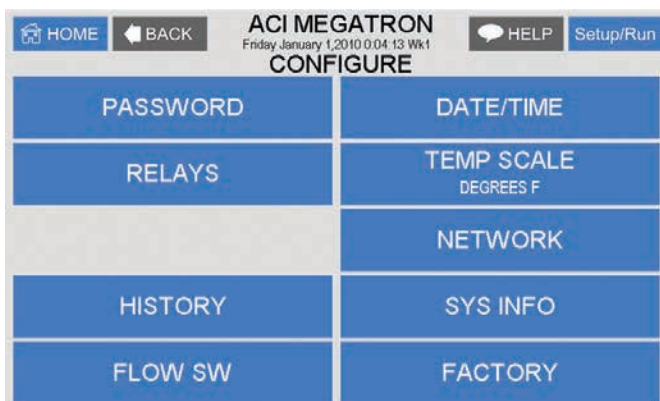 HOME
BACK
ACI MEGATRON
Friday January 1,2010 0:04:13 Wk1
CONFIGURE
HELP
Setup/Run
PASSWORD
DATE/TIME
RELAYS
TEMP SCALE
DEGREES F
NETWORK
HISTORY
SYS INFO
FLOW SW
FACTORY